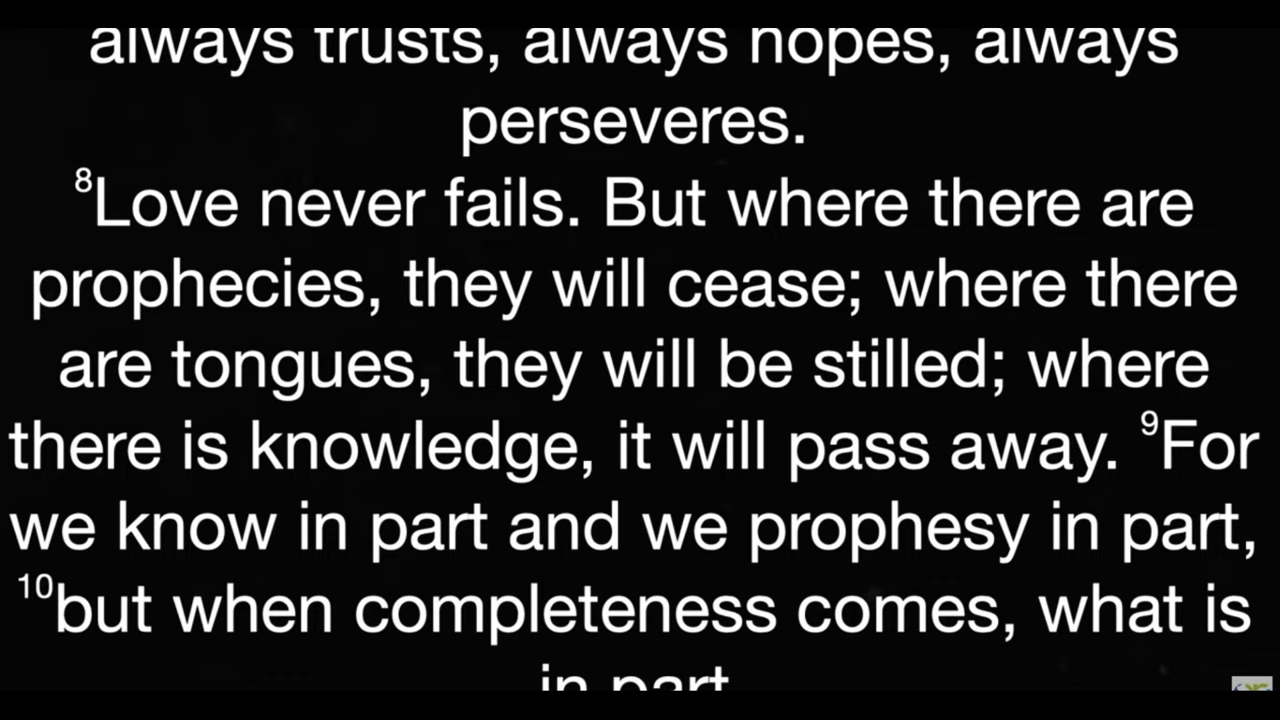 always trusts, always hopes, always
perseveres.
⁸Love never fails. But where there are
prophecies, they will cease; where there
are tongues, they will be stilled; where
there is knowledge, it will pass away. ⁹For
we know in part and we prophesy in part,
¹⁰but when completeness comes, what is
in part